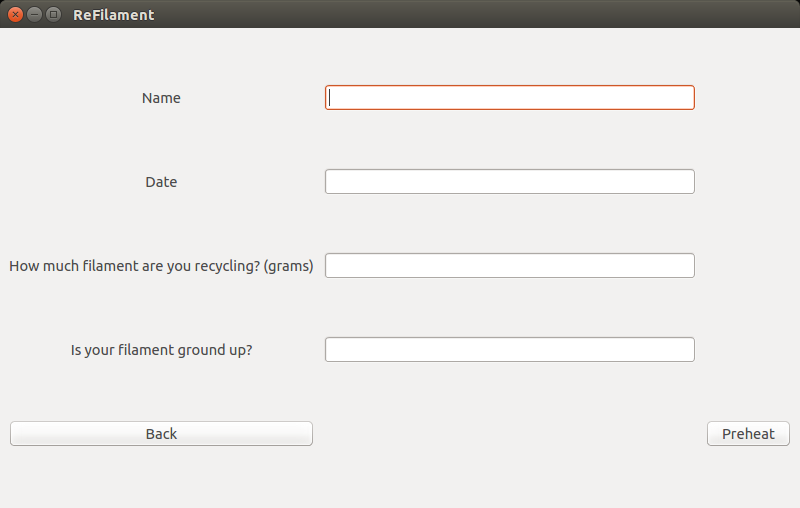 ReFilament
Name
Date
How much filament are you recycling? (grams)
Is your filament ground up?
Back
Preheat